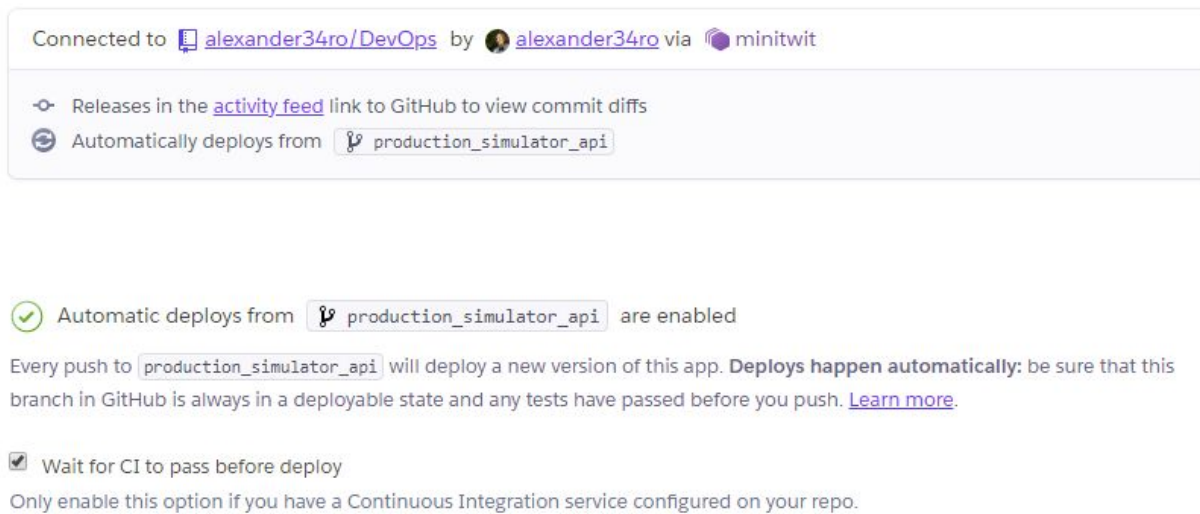 Connected to alexander34ro/DevOps by alexander34ro via minitwit
Releases in the activity feed link to GitHub to view commit diffs
Automatically deploys from production_simulator_api
Automatic deploys from production_simulator_api are enabled
Every push to production_simulator_api will deploy a new version of this app. Deploys happen automatically: be sure that this
branch in GitHub is always in a deployable state and any tests have passed before you push. Learn more.
Wait for CI to pass before deploy
Only enable this option if you have a Continuous Integration service configured on your repo.